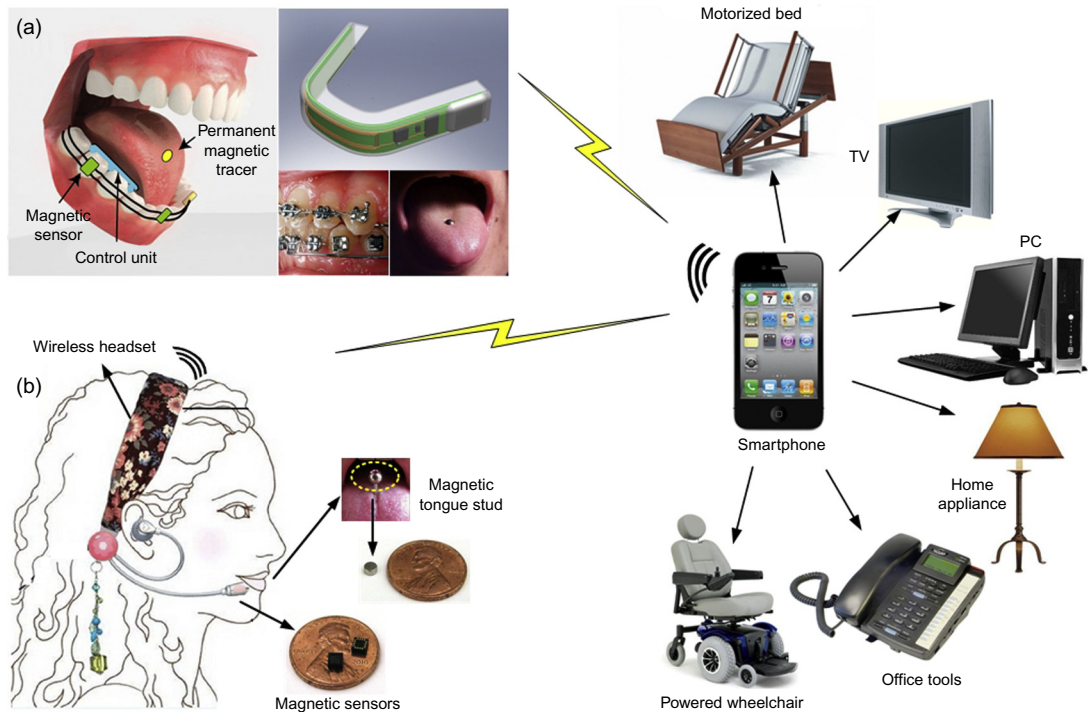 (a)
Permanent
magnetic
tracer
Magnetic
sensor
Control unit
Motorized bed
TV
PC
Smartphone
Home
appliance
Office tools
Powered wheelchair
Wireless headset
(b)
Magnetic
tongue stud
Magnetic sensors